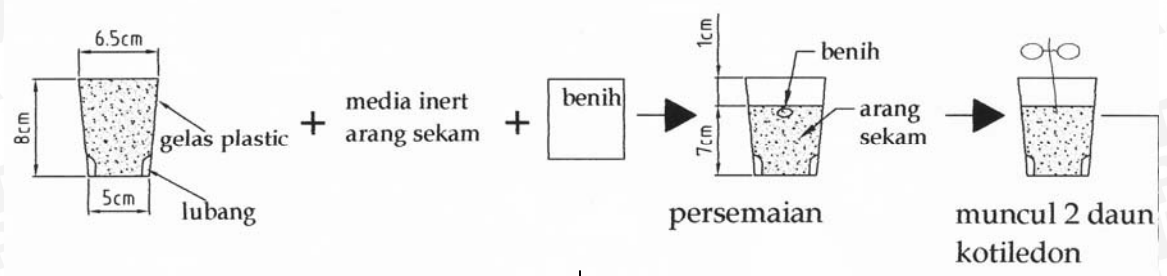 6.5cm
8cm
5cm
gelas plastic
lubang
+
media inert
arang sekam
+
benih
1cm
7cm
benih
arang
sekam
persemaian
muncul 2 daun
kotiledon